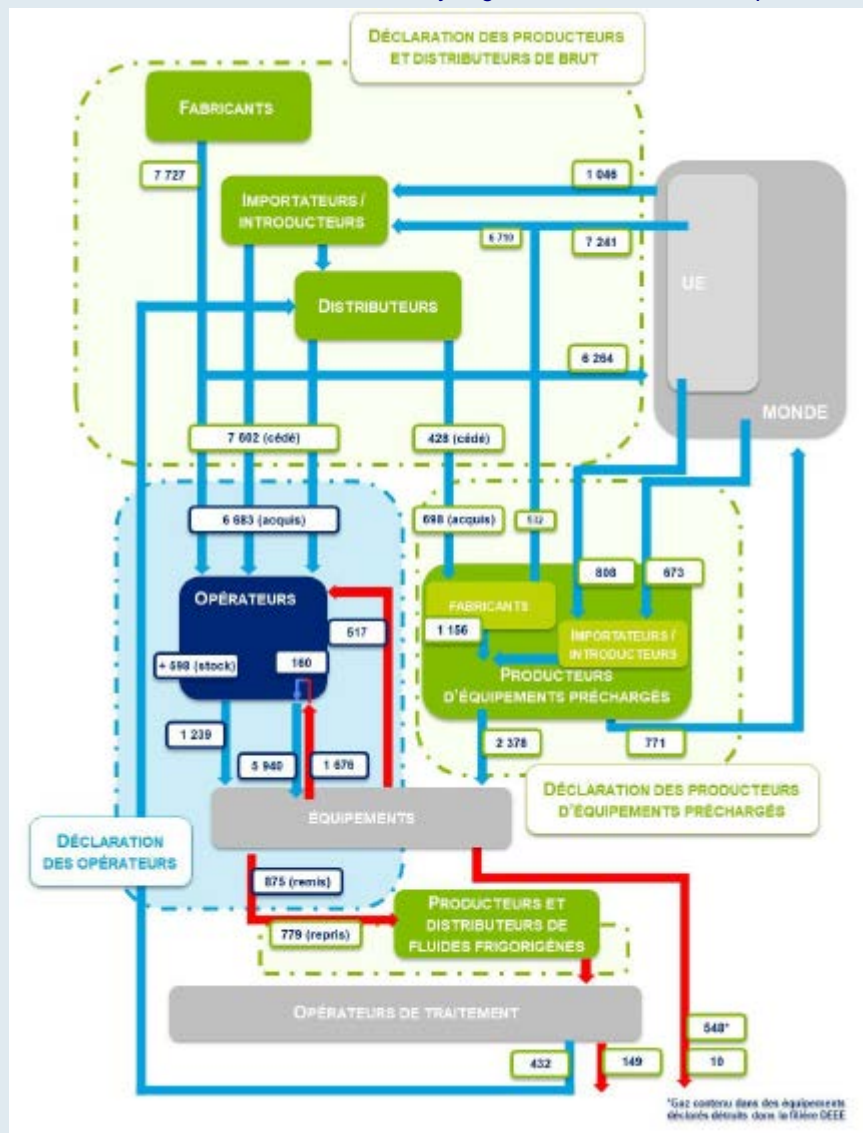 DÉCLARATION DES PRODUCTEURS
ET DISTRIBUTEURS DE BRUT
FABRICANTS
7 727
1 046
IMPORTATEURS /
INTRODUCTEURS
6 710
7 241
UE
DISTRIBUTEURS
6 264
MONDE
7 602 (cédé)
428 (cédé)
6 683 (acquis)
698 (acquis)
532
OPÉRATEURS
808
673
FABRICANTS
517
1 156
IMPORTATEURS /
INTRODUCTEURS
+ 598 (stock)
160
PRODUCTEURS
D'ÉQUIPEMENTS PRÉCHARGÉS
1 239
2 378
771
5 940
1 676
DÉCLARATION DES PRODUCTEURS
D'ÉQUIPEMENTS PRÉCHARGÉS
ÉQUIPEMENTS
DÉCLARATION
DES OPÉRATEURS
875 (remis)
PRODUCTEURS ET
DISTRIBUTEURS DE
FLUIDES FRIGORIGÈNES
779 (repris)
OPÉRATEURS DE TRAITEMENT
548*
432
149
10
*Gaz contenu dans des équipements
déclarés détruits dans la filière DEEE